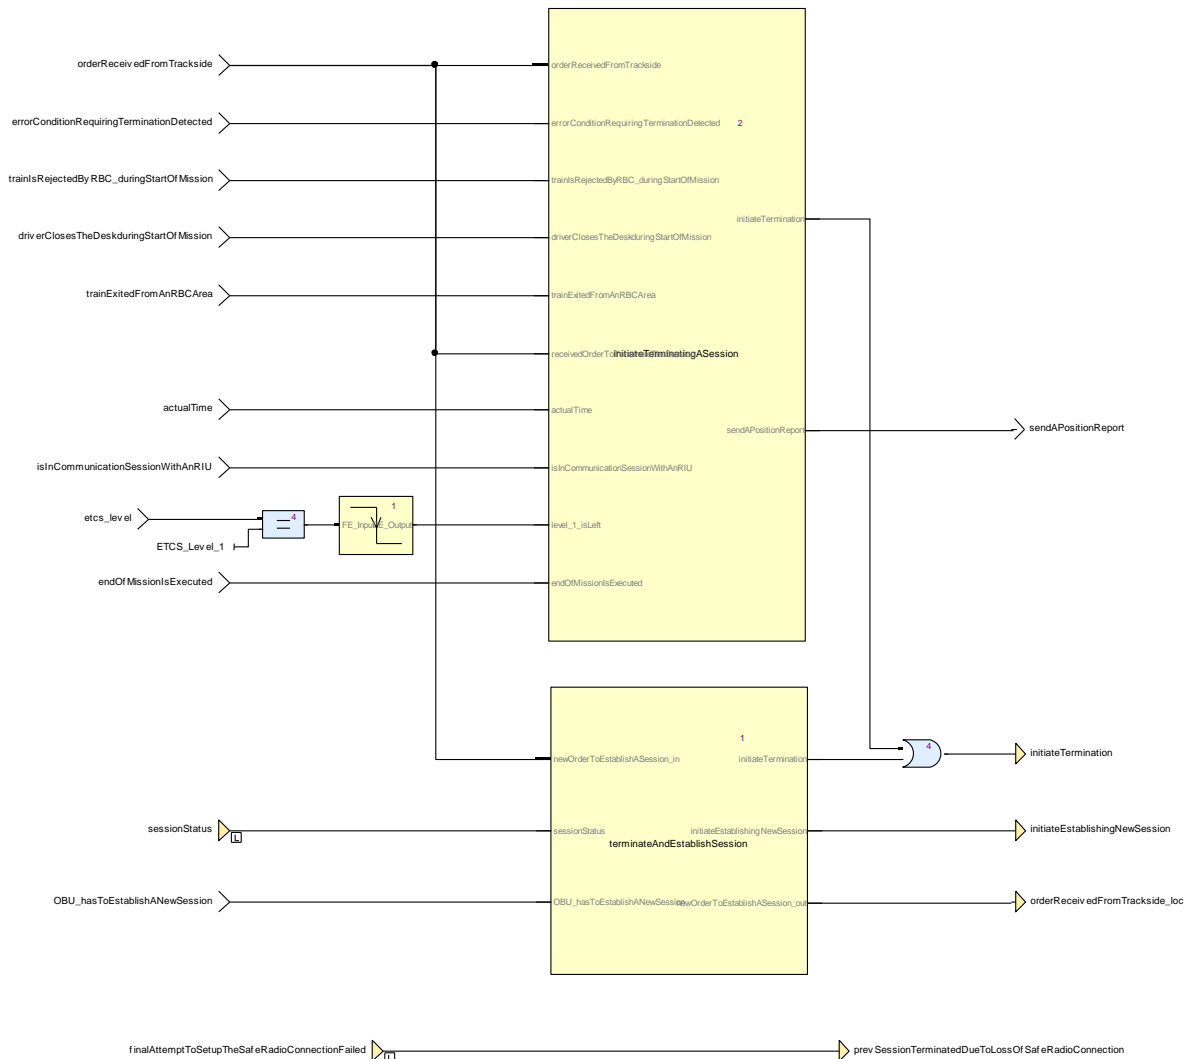 orderReceivedFromTrackside
orderReceivedFromTrackside
errorConditionRequiringTerminationDetected
errorConditionRequiringTerminationDetected
2
trainIsRejectedByRBC_duringStartOfMission
trainIsRejectedByRBC_duringStartOfMission
initiateTermination
driverClosesTheDeskduringStartOfMission
driverClosesTheDeskduringStartOfMission
trainExitedFromAnRBCArea
trainExitedFromAnRBCArea
initiateTerminatingASession
actualTime
actualTime
sendAPositionReport
sendAPositionReport
isInCommunicationSessionWithAnRIU
isInCommunicationSessionWithAnRIU
etcs_level
4
1
FE_Input
FE_Output
level_1_isLeft
ETCS_Level_1
endOfMissionIsExecuted
endOfMissionIsExecuted
1
4
newOrderToEstablishASession_in
initiateTermination
initiateTermination
sessionStatus
L
sessionStatus
initiateEstablishingNewSession
initiateEstablishingNewSession
terminateAndEstablishSession
OBU_hasToEstablishANewSession
OBU_hasToEstablishANewSession
newOrderToEstablishASession_out
orderReceivedFromTrackside_loc
finalAttemptToSetupTheSafeRadioConnectionFailed
L
prevSessionTerminatedDueToLossOfSafeRadioConnection